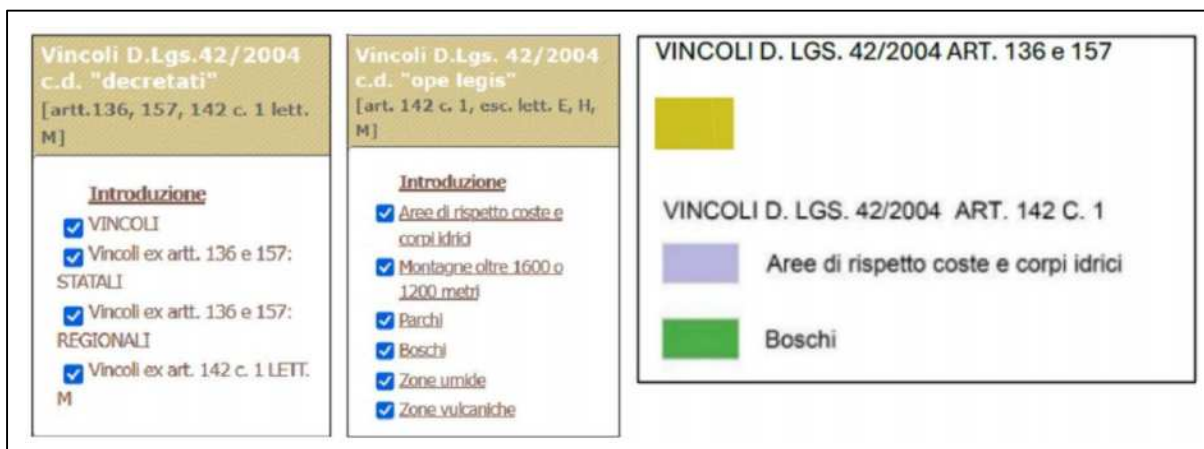 Vincoli D.Lgs.42/2004
c.d. "decretati"
[artt.136, 157, 142 c. 1 lett.
M]
Introduzione
VINCOLI
Vincoli ex artt. 136 e 157:
STATALI
Vincoli ex artt. 136 e 157:
REGIONALI
Vincoli ex art. 142 c. 1 LETT.
M
Vincoli D.Lgs. 42/2004
c.d. "ope legis"
[art. 142 c. 1, esc. lett. E, H,
M]
Introduzione
Aree di rispetto coste e
corpi idrici
Montagne oltre 1600 o
1200 metri
Parchi
Boschi
Zone umide
Zone vulcaniche
VINCOLI D. LGS. 42/2004 ART. 136 e 157
VINCOLI D. LGS. 42/2004 ART. 142 C. 1
Aree di rispetto coste e corpi idrici
Boschi